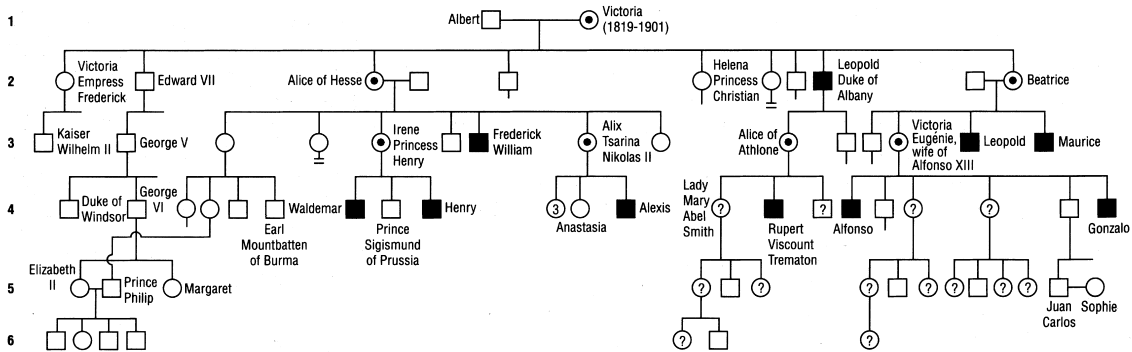 1
Albert
Victoria
(1819-1901)
2
Victoria
Empress
Frederick
Edward VII
Alice of Hesse
Helena
Princess
Christian
Leopold
Duke of
Albany
Beatrice
3
Kaiser
Wilhelm II
George V
Irene
Princess
Henry
Frederick
William
Alix
Tsarina
Nikolas II
Alice of
Athlone
Victoria
Eugénie,
wife of
Alfonso XIII
Leopold
Maurice
4
Duke of
Windsor
George
VI
Earl
Mountbatten
of Burma
Waldemar
Prince
Sigismund
of Prussia
Henry
3
Anastasia
Alexis
Lady
Mary
Abel
Smith
?
Rupert
Viscount
Trematon
?
Alfonso
?
?
Gonzalo
5
Elizabeth
II
Prince
Philip
Margaret
?
?
?
?
?
?
?
Juan
Carlos
Sophie
6
?
?